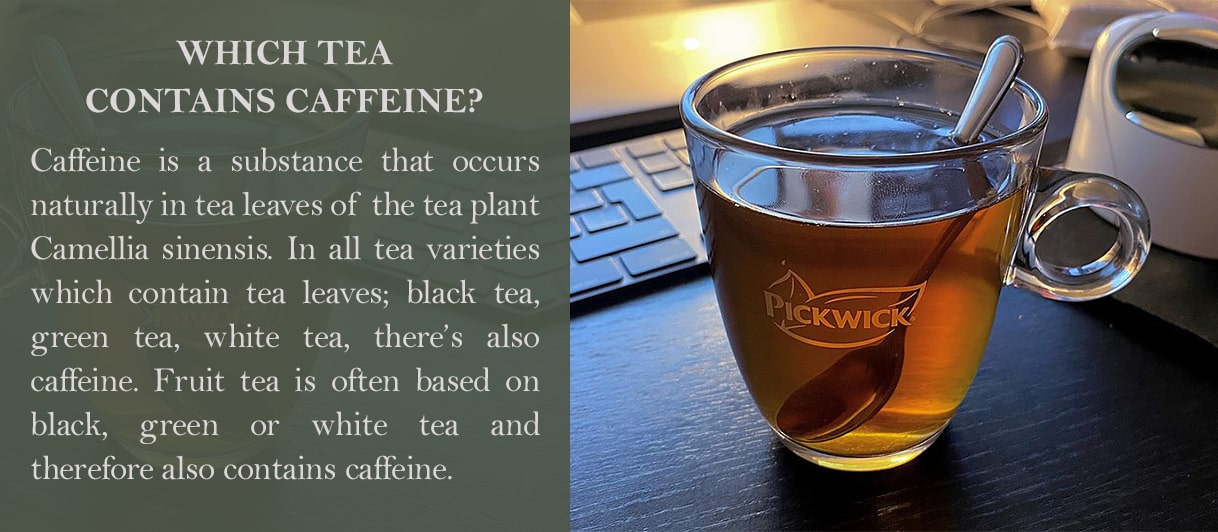 WHICH TEA
CONTAINS CAFFEINE?
Caffeine is a substance that occurs
naturally in tea leaves of the tea plant
Camellia sinensis. In all tea varieties
which contain tea leaves; black tea,
green tea, white tea, there's also
caffeine. Fruit tea is often based on
black, green or white tea and
therefore also contains caffeine.
PICKWICK